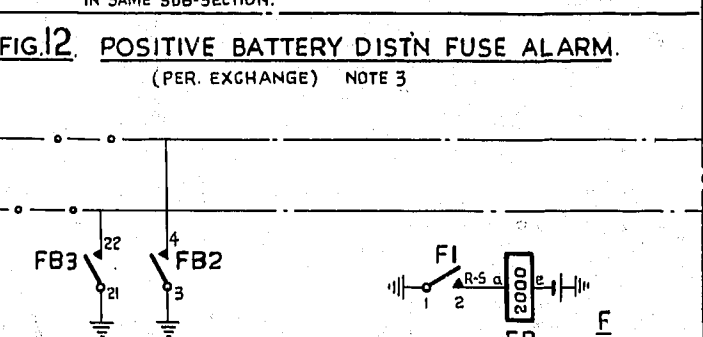 IN SAME SUB-SECTION.
FIG.12. POSITIVE BATTERY DIST'N FUSE ALARM.
(PER. EXCHANGE) NOTE 3
22 4
FB3 FB2
21 3
F1
R-S a 2000 e
1 2
F